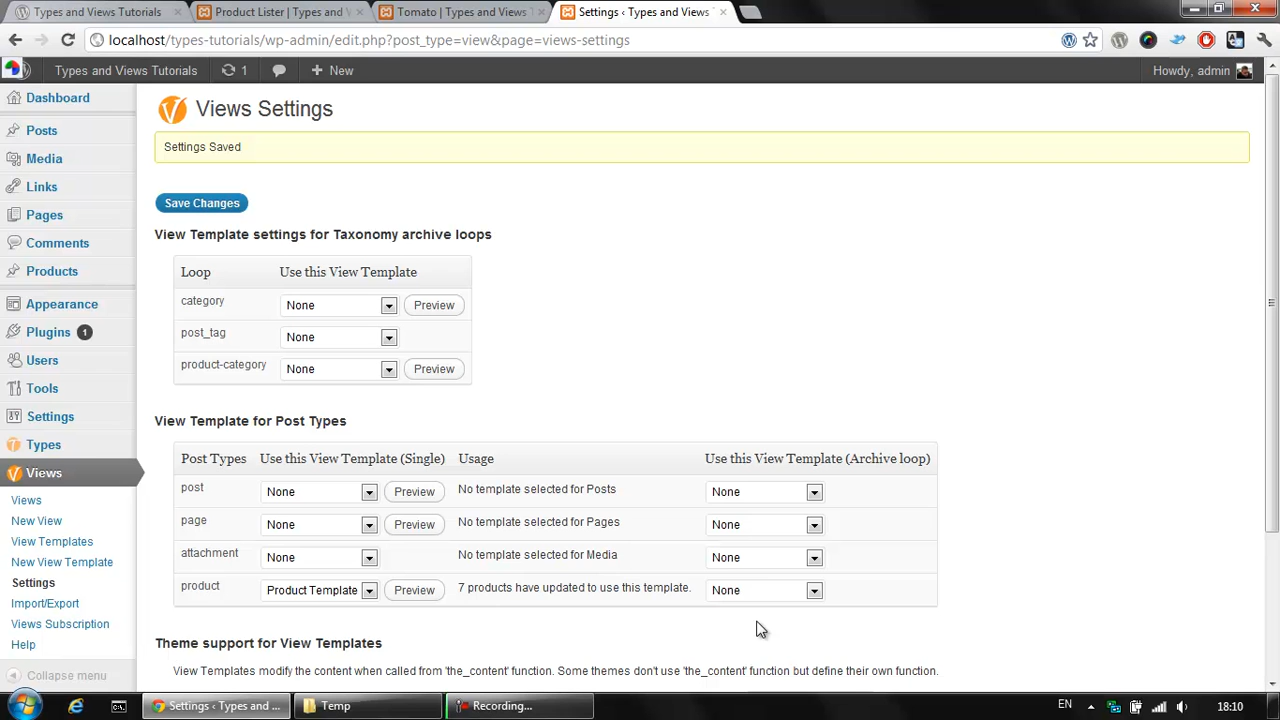 Types and Views Tutorials
Product Lister | Types and V
Tomato | Types and Views T
Settings ‹ Types and Views
localhost/types-tutorials/wp-admin/edit.php?post_type=view&page=views-settings
Types and Views Tutorials 1 New Howdy, admin
Dashboard
Posts
Media
Links
Pages
Comments
Products
Appearance
Plugins 1
Users
Tools
Settings
Types
Views
Views
New View
View Templates
New View Template
Settings
Import/Export
Views Subscription
Help
Collapse menu
Views Settings
Settings Saved
Save Changes
View Template settings for Taxonomy archive loops
Loop Use this View Template
category None Preview
post_tag None
product-category None Preview
View Template for Post Types
Post Types Use this View Template (Single) Usage Use this View Template (Archive loop)
post None Preview No template selected for Posts None
page None Preview No template selected for Pages None
attachment None No template selected for Media None
product Product Template Preview 7 products have updated to use this template. None
Theme support for View Templates
View Templates modify the content when called from 'the_content' function. Some themes don't use 'the_content' function but define their own function.
Settings ‹ Types and ...
Temp
Recording...
EN
18:10